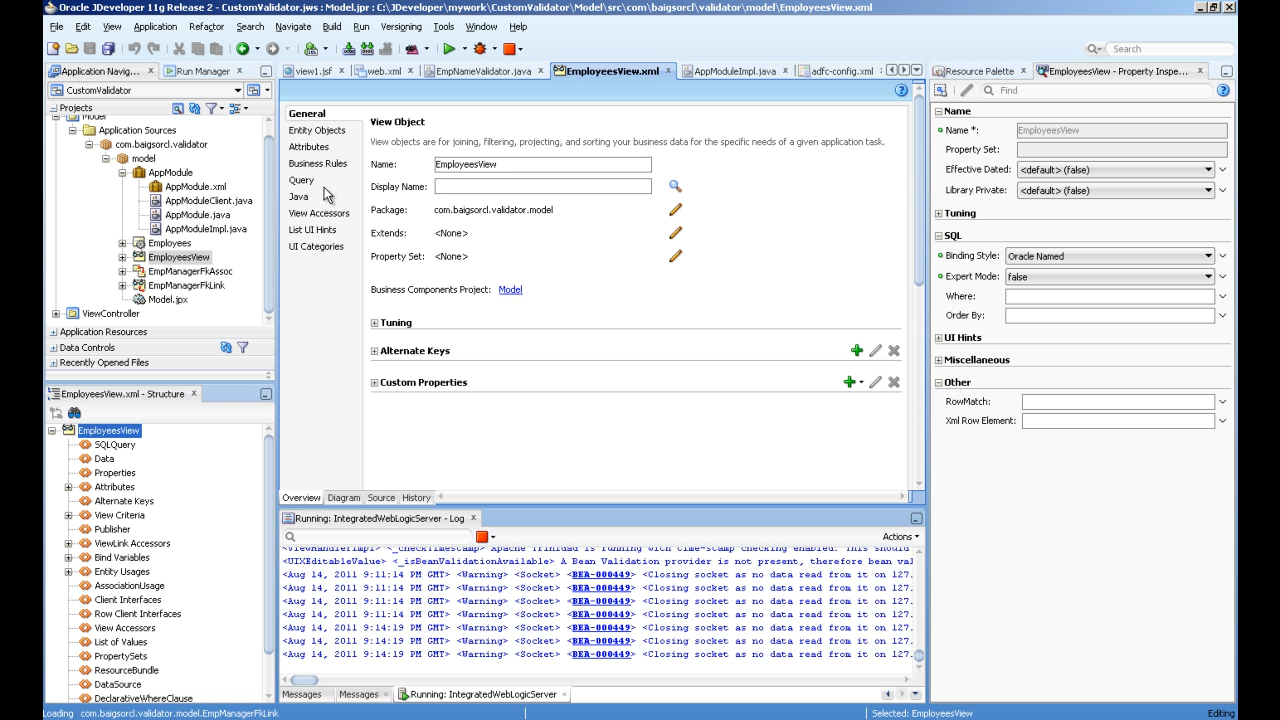 Oracle JDeveloper 11g Release 2 - CustomValidator.jws : Model.jpr : C:\JDeveloper\mywork\CustomValidator\Model\src\com\baigsorcl\validator\model\EmployeesView.xml
File Edit View Application Refactor Search Navigate Build Run Versioning Tools Window Help
Search
Application Navig... Run Manager
view1.jsf web.xml EmpNameValidator.java EmployeesView.xml AppModuleImpl.java adfc-config.xml
Resource Palette EmployeesView - Property Inspe...
CustomValidator
Projects
Model
Application Sources
com.baigsorcl.validator
model
AppModule
AppModule.xml
AppModuleClient.java
AppModule.java
AppModuleImpl.java
Employees
EmployeesView
EmpManagerFkAssoc
EmpManagerFkLink
Model.jpx
ViewController
Application Resources
Data Controls
Recently Opened Files
EmployeesView.xml - Structure
EmployeesView
SQLQuery
Data
Properties
Attributes
Alternate Keys
View Criteria
Publisher
ViewLink Accessors
Bind Variables
Entity Usages
AssociationUsage
Client Interfaces
Row Client Interfaces
View Accessors
List of Values
PropertySets
ResourceBundle
DataSource
DeclarativeWhereClause
General
Entity Objects
Attributes
Business Rules
Query
Java
View Accessors
List UI Hints
UI Categories
View Object
View objects are for joining, filtering, projecting, and sorting your business data for the specific needs of a given application task.
Name: EmployeesView
Display Name:
Package: com.baigsorcl.validator.model
Extends: <None>
Property Set: <None>
Business Components Project: Model
Tuning
Alternate Keys
Custom Properties
Overview Diagram Source History
Running: IntegratedWebLogicServer - Log
Actions
<ViewHandlerImpl> <_checkTimestamp> Apache Trinidad is running with time-stamp checking enabled. This should
<UIXEditableValue> <_isBeanValidationAvailable> A Bean Validation provider is not present, therefore bean val
<Aug 14, 2011 9:11:14 PM GMT> <Warning> <Socket> <BEA-000449> <Closing socket as no data read from it on 127.
<Aug 14, 2011 9:11:14 PM GMT> <Warning> <Socket> <BEA-000449> <Closing socket as no data read from it on 127.
<Aug 14, 2011 9:11:14 PM GMT> <Warning> <Socket> <BEA-000449> <Closing socket as no data read from it on 127.
<Aug 14, 2011 9:11:14 PM GMT> <Warning> <Socket> <BEA-000449> <Closing socket as no data read from it on 127.
<Aug 14, 2011 9:14:19 PM GMT> <Warning> <Socket> <BEA-000449> <Closing socket as no data read from it on 127.
<Aug 14, 2011 9:14:19 PM GMT> <Warning> <Socket> <BEA-000449> <Closing socket as no data read from it on 127.
<Aug 14, 2011 9:14:19 PM GMT> <Warning> <Socket> <BEA-000449> <Closing socket as no data read from it on 127.
Messages Messages Running: IntegratedWebLogicServer
Find
Name
Name *: EmployeesView
Property Set:
Effective Dated: <default> (false)
Library Private: <default> (false)
Tuning
SQL
Binding Style: Oracle Named
Expert Mode: false
Where:
Order By:
UI Hints
Miscellaneous
Other
RowMatch:
Xml Row Element:
Loading com.baigsorcl.validator.model.EmpManagerFkLink
Selected: EmployeesView
Editing